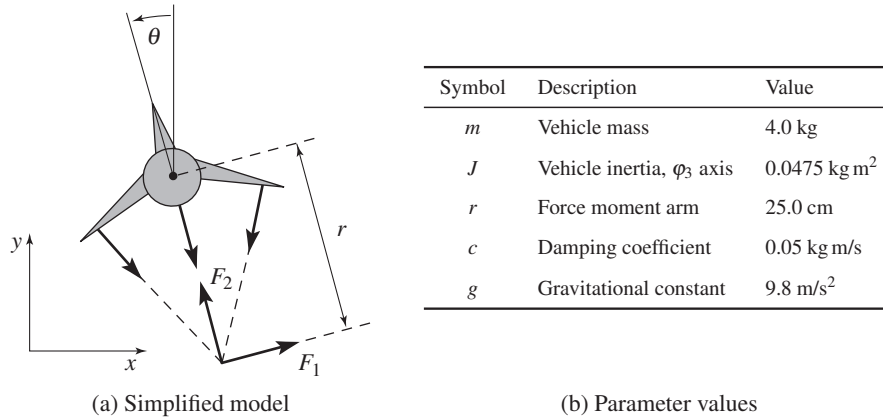 θ
r
y
x
F2
F1
(a) Simplified model
Symbol Description Value
m Vehicle mass 4.0 kg
J Vehicle inertia, φ3 axis 0.0475 kg m²
r Force moment arm 25.0 cm
c Damping coefficient 0.05 kg m/s
g Gravitational constant 9.8 m/s²
(b) Parameter values